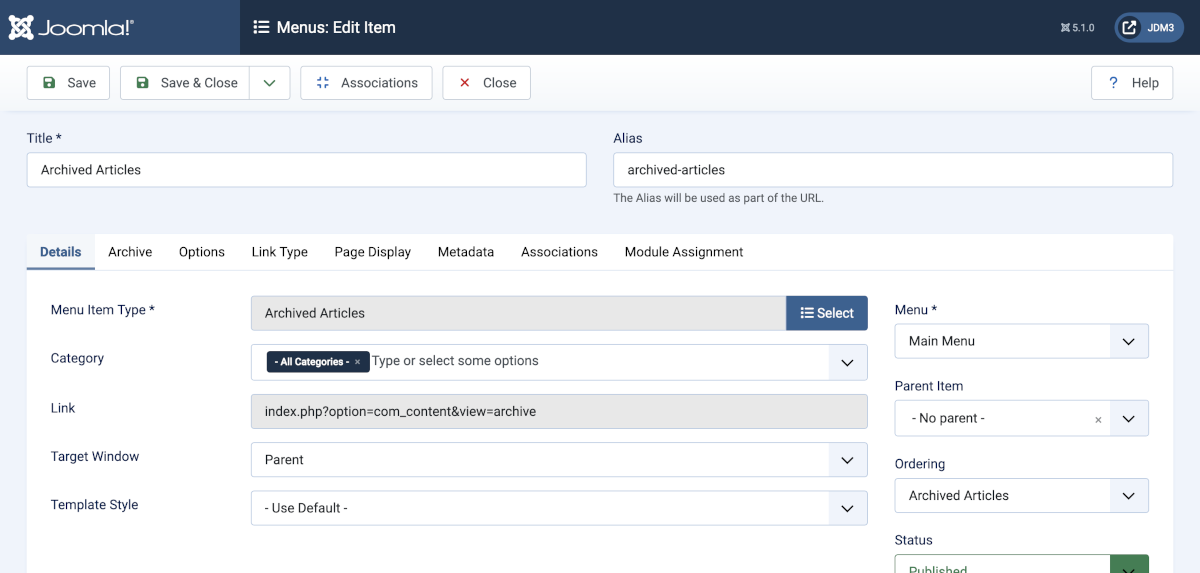 Joomla!®
Menus: Edit Item
5.1.0
JDM3
Save
Save & Close
Associations
Close
? Help
Title *
Alias
Archived Articles
archived-articles
The Alias will be used as part of the URL.
Details Archive Options Link Type Page Display Metadata Associations Module Assignment
Menu Item Type *
Archived Articles
Select
Category
- All Categories - ×
Type or select some options
Link
index.php?option=com_content&view=archive
Target Window
Parent
Template Style
- Use Default -
Menu *
Main Menu
Parent Item
- No parent - ×
Ordering
Archived Articles
Status
Published